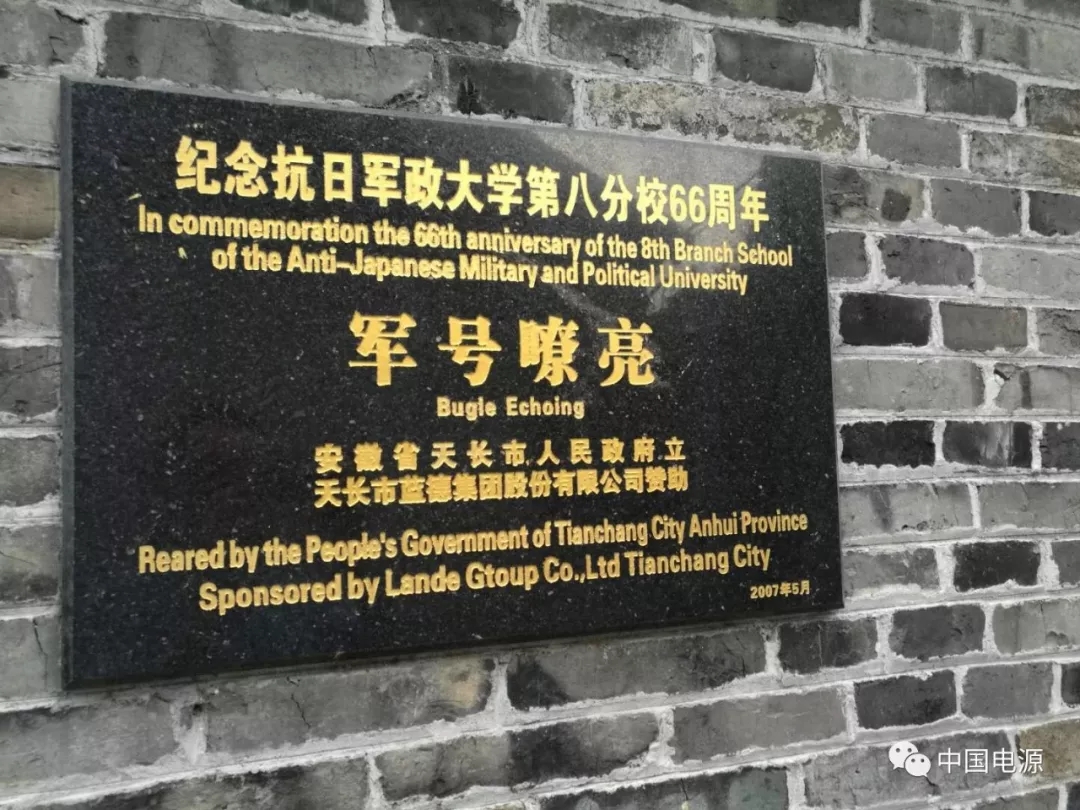 纪念抗日军政大学第八分校66周年
In commemoration the 66th anniversary of the 8th Branch School
of the Anti-Japanese Military and Political University
军号嘹亮
Bugle Echoing
安徽省天长市人民政府立
天长市蓝德集团股份有限公司赞助
Reared by the People's Government of Tianchang City Anhui Province
Sponsored by Lande Gtoup Co.,Ltd Tianchang City
2007年5月
中国电源